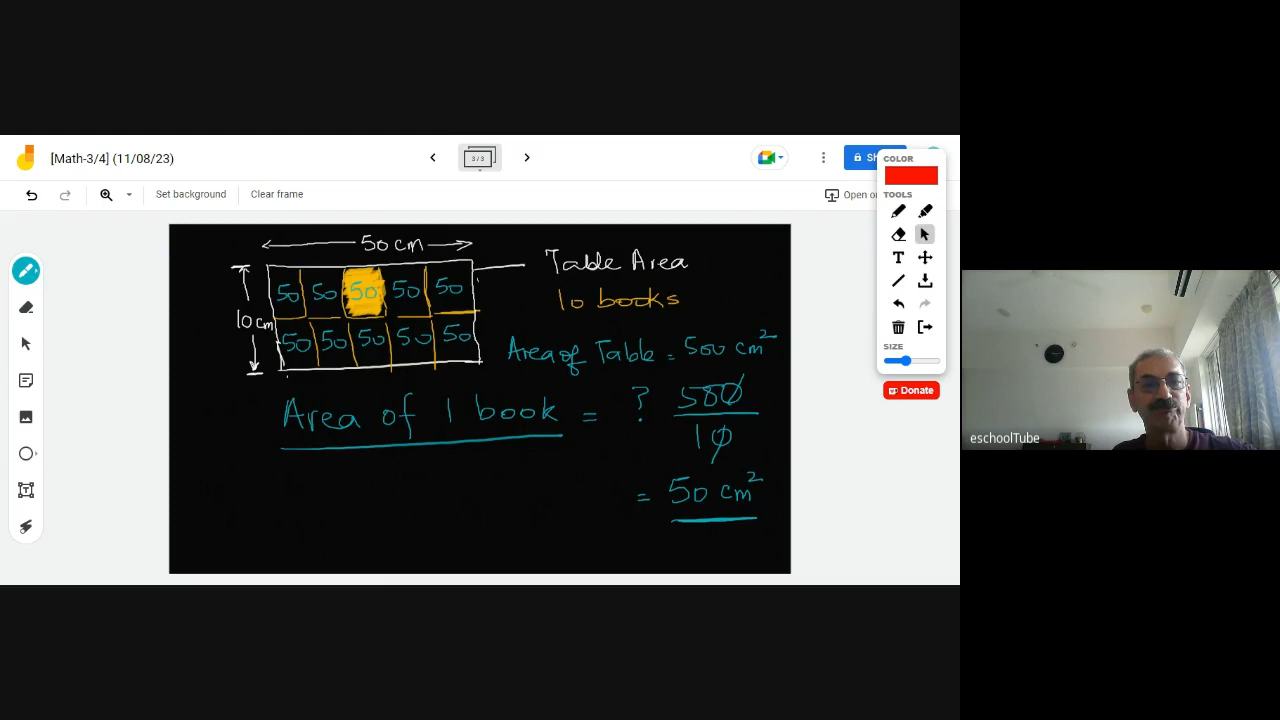 [Math-3/4] (11/08/23)
3/3
Set background
Clear frame
COLOR
TOOLS
SIZE
Donate
50 cm
10 cm
50 50 50 50 50
50 50 50 50 50
Table Area
10 books
Area of Table = 500 cm²
Area of 1 book = ? 500
10
= 50 cm²
eschoolTube